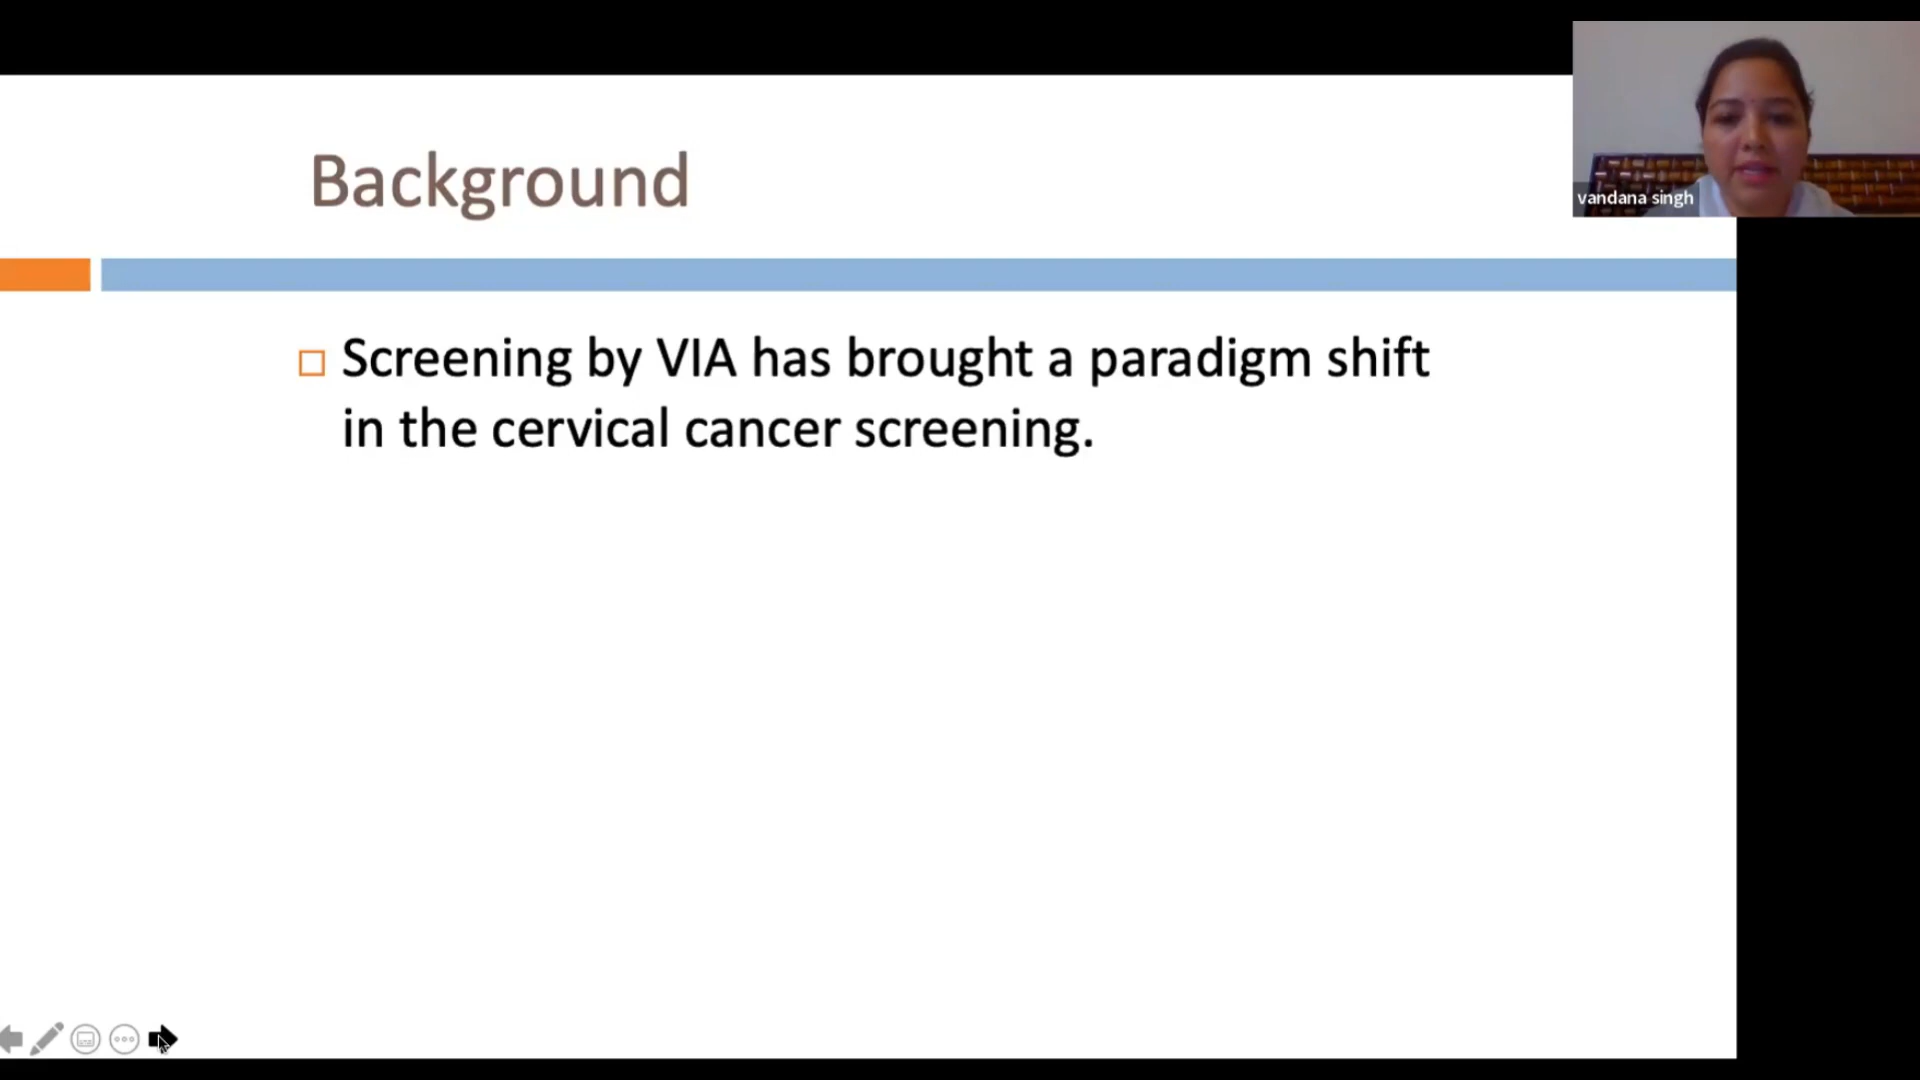 Background
vandana singh
Screening by VIA has brought a paradigm shift
in the cervical cancer screening.